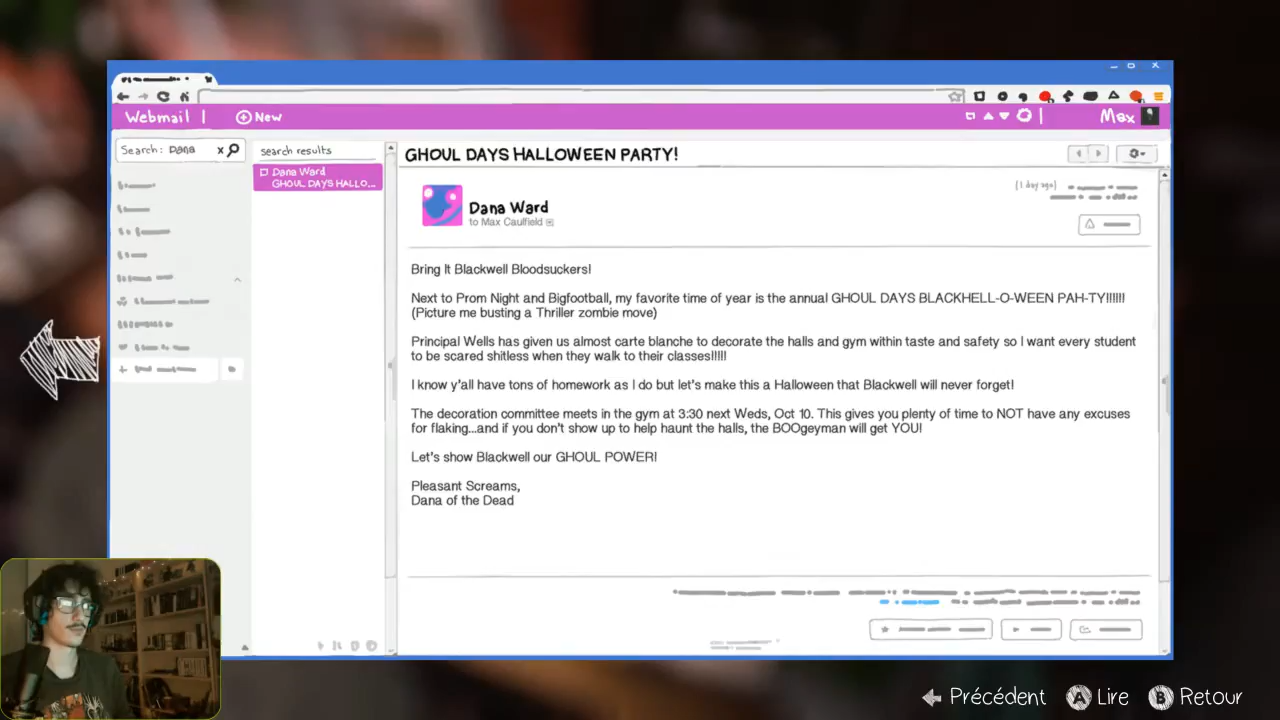 Webmail |
New
Max
Search: Dana x
search results
Dana Ward
GHOUL DAYS HALLO...
GHOUL DAYS HALLOWEEN PARTY!
(1 day ago)
Dana Ward
to Max Caulfield
Bring It Blackwell Bloodsuckers!
Next to Prom Night and Bigfootball, my favorite time of year is the annual GHOUL DAYS BLACKHELL-O-WEEN PAH-TY!!!!!!
(Picture me busting a Thriller zombie move)
Principal Wells has given us almost carte blanche to decorate the halls and gym within taste and safety so I want every student
to be scared shitless when they walk to their classes!!!!!
I know y'all have tons of homework as I do but let's make this a Halloween that Blackwell will never forget!
The decoration committee meets in the gym at 3:30 next Weds, Oct 10. This gives you plenty of time to NOT have any excuses
for flaking...and if you don't show up to help haunt the halls, the BOOgeyman will get YOU!
Let's show Blackwell our GHOUL POWER!
Pleasant Screams,
Dana of the Dead
Précédent A Lire B Retour